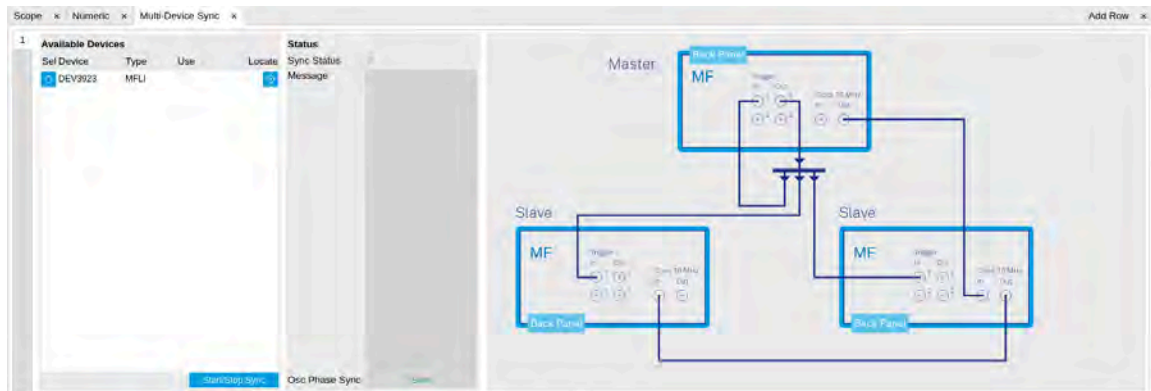 Scope × Numeric × Multi-Device Sync × Add Row ×
1
Available Devices
Sel Device Type Use Locate
DEV3923 MFLI
Start/Stop Sync
Status
Sync Status
Message
Osc Phase Sync
Master
Back Panel
MF
Trigger
In Out
Clock 10 MHz
In Out
Slave
MF
Trigger
In Out
Clock 10 MHz
In Out
Back Panel
Slave
MF
Trigger
In Out
Clock 10 MHz
In Out
Back Panel